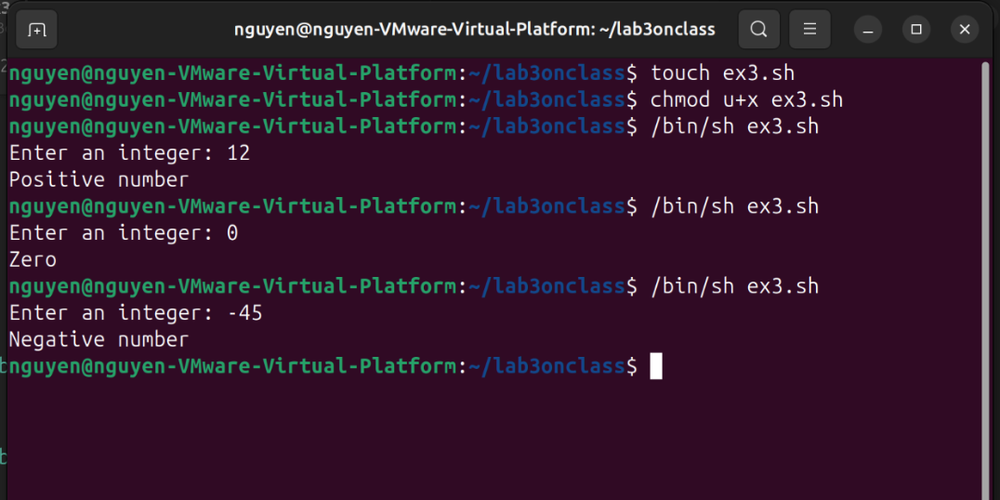 nguyen@nguyen-VMware-Virtual-Platform: ~/lab3onclass
nguyen@nguyen-VMware-Virtual-Platform:~/lab3onclass$ touch ex3.sh
nguyen@nguyen-VMware-Virtual-Platform:~/lab3onclass$ chmod u+x ex3.sh
nguyen@nguyen-VMware-Virtual-Platform:~/lab3onclass$ /bin/sh ex3.sh
Enter an integer: 12
Positive number
nguyen@nguyen-VMware-Virtual-Platform:~/lab3onclass$ /bin/sh ex3.sh
Enter an integer: 0
Zero
nguyen@nguyen-VMware-Virtual-Platform:~/lab3onclass$ /bin/sh ex3.sh
Enter an integer: -45
Negative number
nguyen@nguyen-VMware-Virtual-Platform:~/lab3onclass$